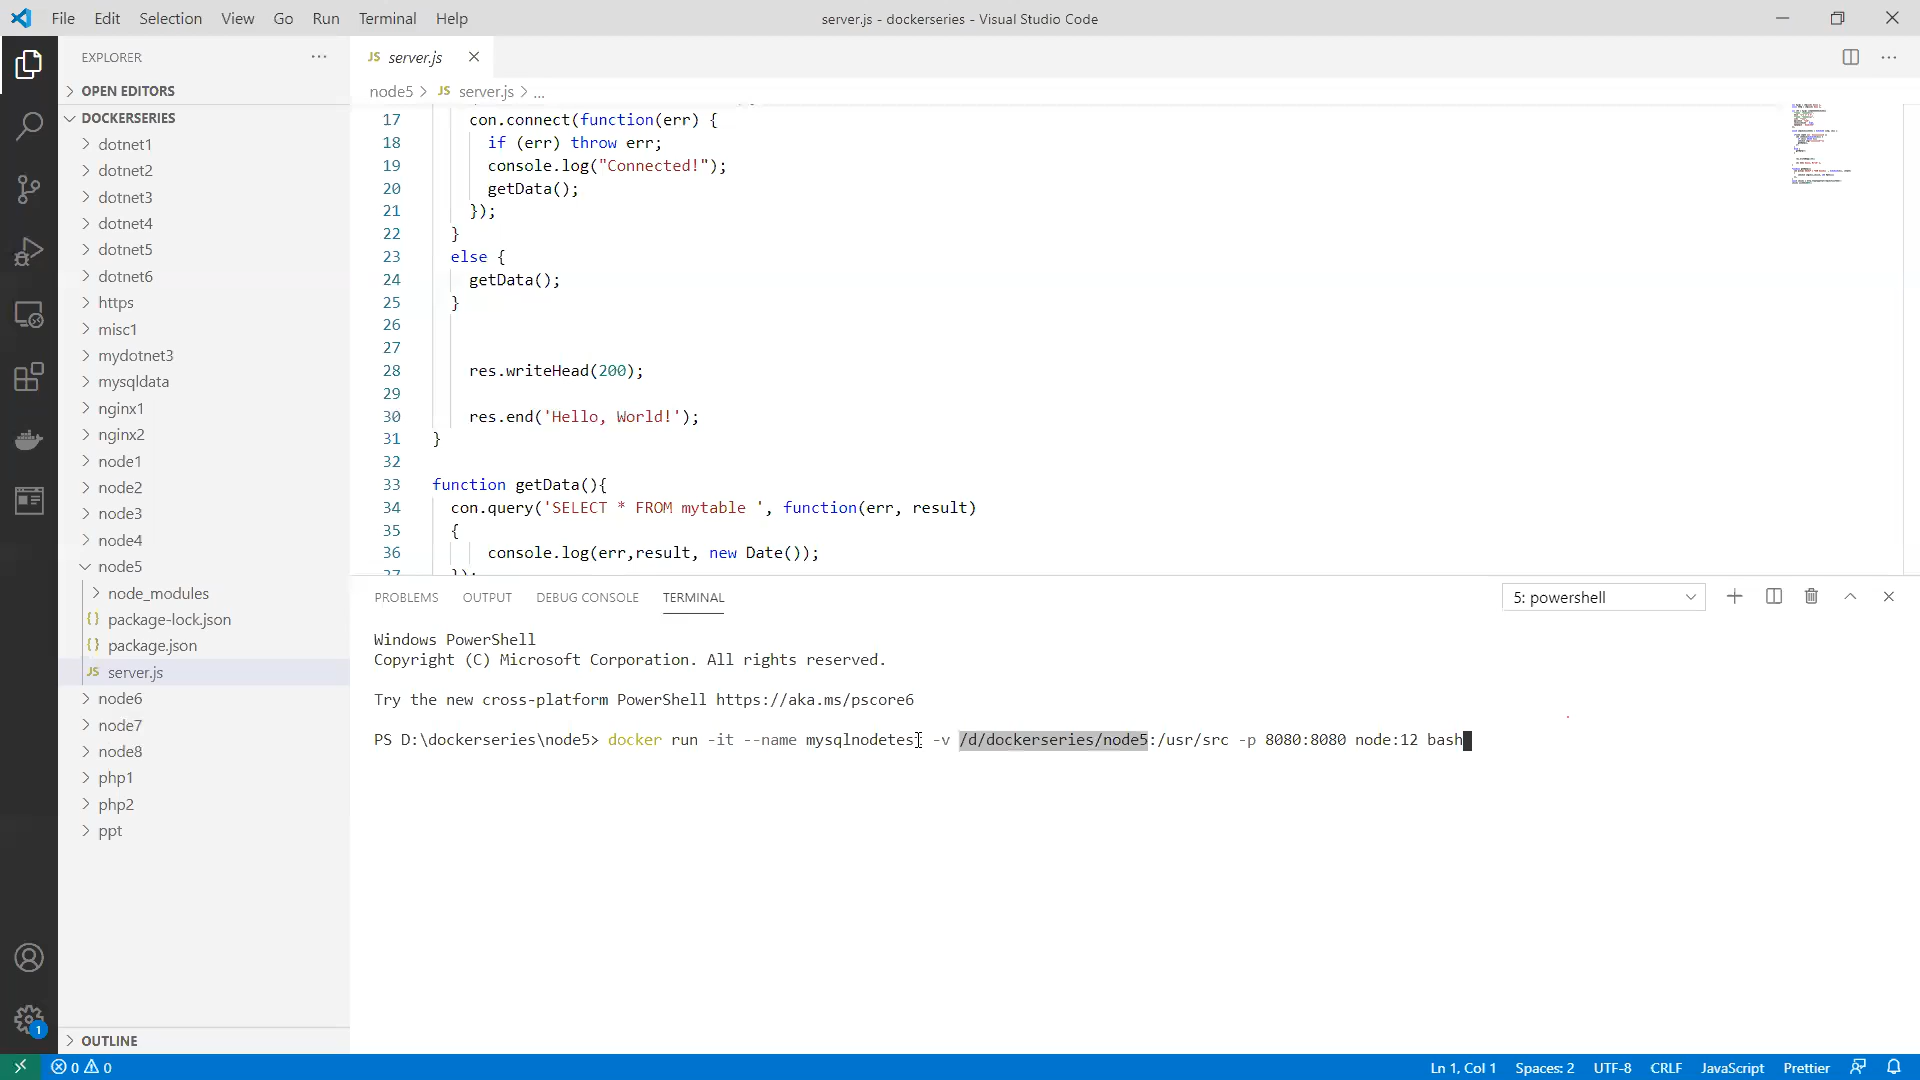 File Edit Selection View Go Run Terminal Help
server.js - dockerseries - Visual Studio Code
EXPLORER
OPEN EDITORS
DOCKERSERIES
dotnet1
dotnet2
dotnet3
dotnet4
dotnet5
dotnet6
https
misc1
mydotnet3
mysqldata
nginx1
nginx2
node1
node2
node3
node4
node5
node_modules
{} package-lock.json
{} package.json
JS server.js
node6
node7
node8
php1
php2
ppt
OUTLINE
1
JS server.js
node5 > JS server.js > ...
17 con.connect(function(err) {
18 if (err) throw err;
19 console.log("Connected!");
20 getData();
21 });
22 }
23 else {
24 getData();
25 }
26
27
28 res.writeHead(200);
29
30 res.end('Hello, World!');
31 }
32
33 function getData(){
34 con.query('SELECT * FROM mytable ', function(err, result)
35 {
36 console.log(err,result, new Date());
PROBLEMS OUTPUT DEBUG CONSOLE TERMINAL
5: powershell
Windows PowerShell
Copyright (C) Microsoft Corporation. All rights reserved.
Try the new cross-platform PowerShell https://aka.ms/pscore6
PS D:\dockerseries\node5> docker run -it --name mysqlnodetest -v /d/dockerseries/node5:/usr/src -p 8080:8080 node:12 bash
0 0
Ln 1, Col 1 Spaces: 2 UTF-8 CRLF JavaScript Prettier